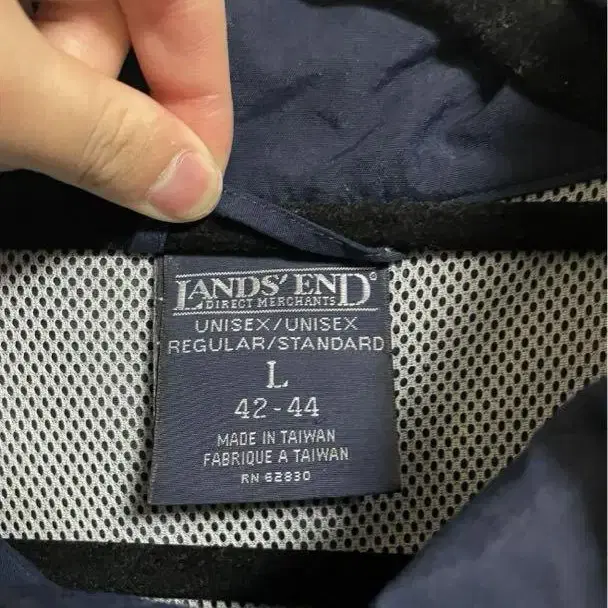 LANDS' END®
DIRECT MERCHANTS
UNISEX/UNISEX
REGULAR/STANDARD
L
42-44
MADE IN TAIWAN
FABRIQUE A TAIWAN
RN 62830